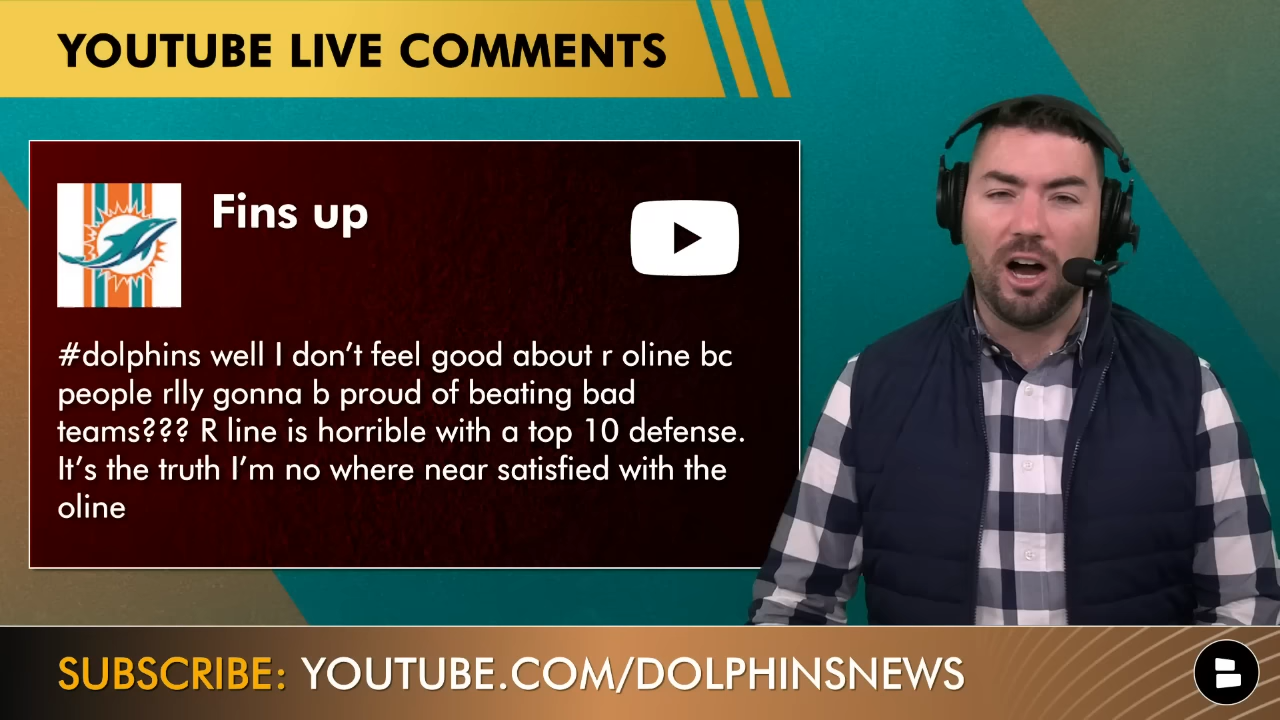 YOUTUBE LIVE COMMENTS
Fins up
#dolphins well I don’t feel good about r oline bc
people rlly gonna b proud of beating bad
teams??? R line is horrible with a top 10 defense.
It’s the truth I’m no where near satisfied with the
oline
SUBSCRIBE: YOUTUBE.COM/DOLPHINSNEWS